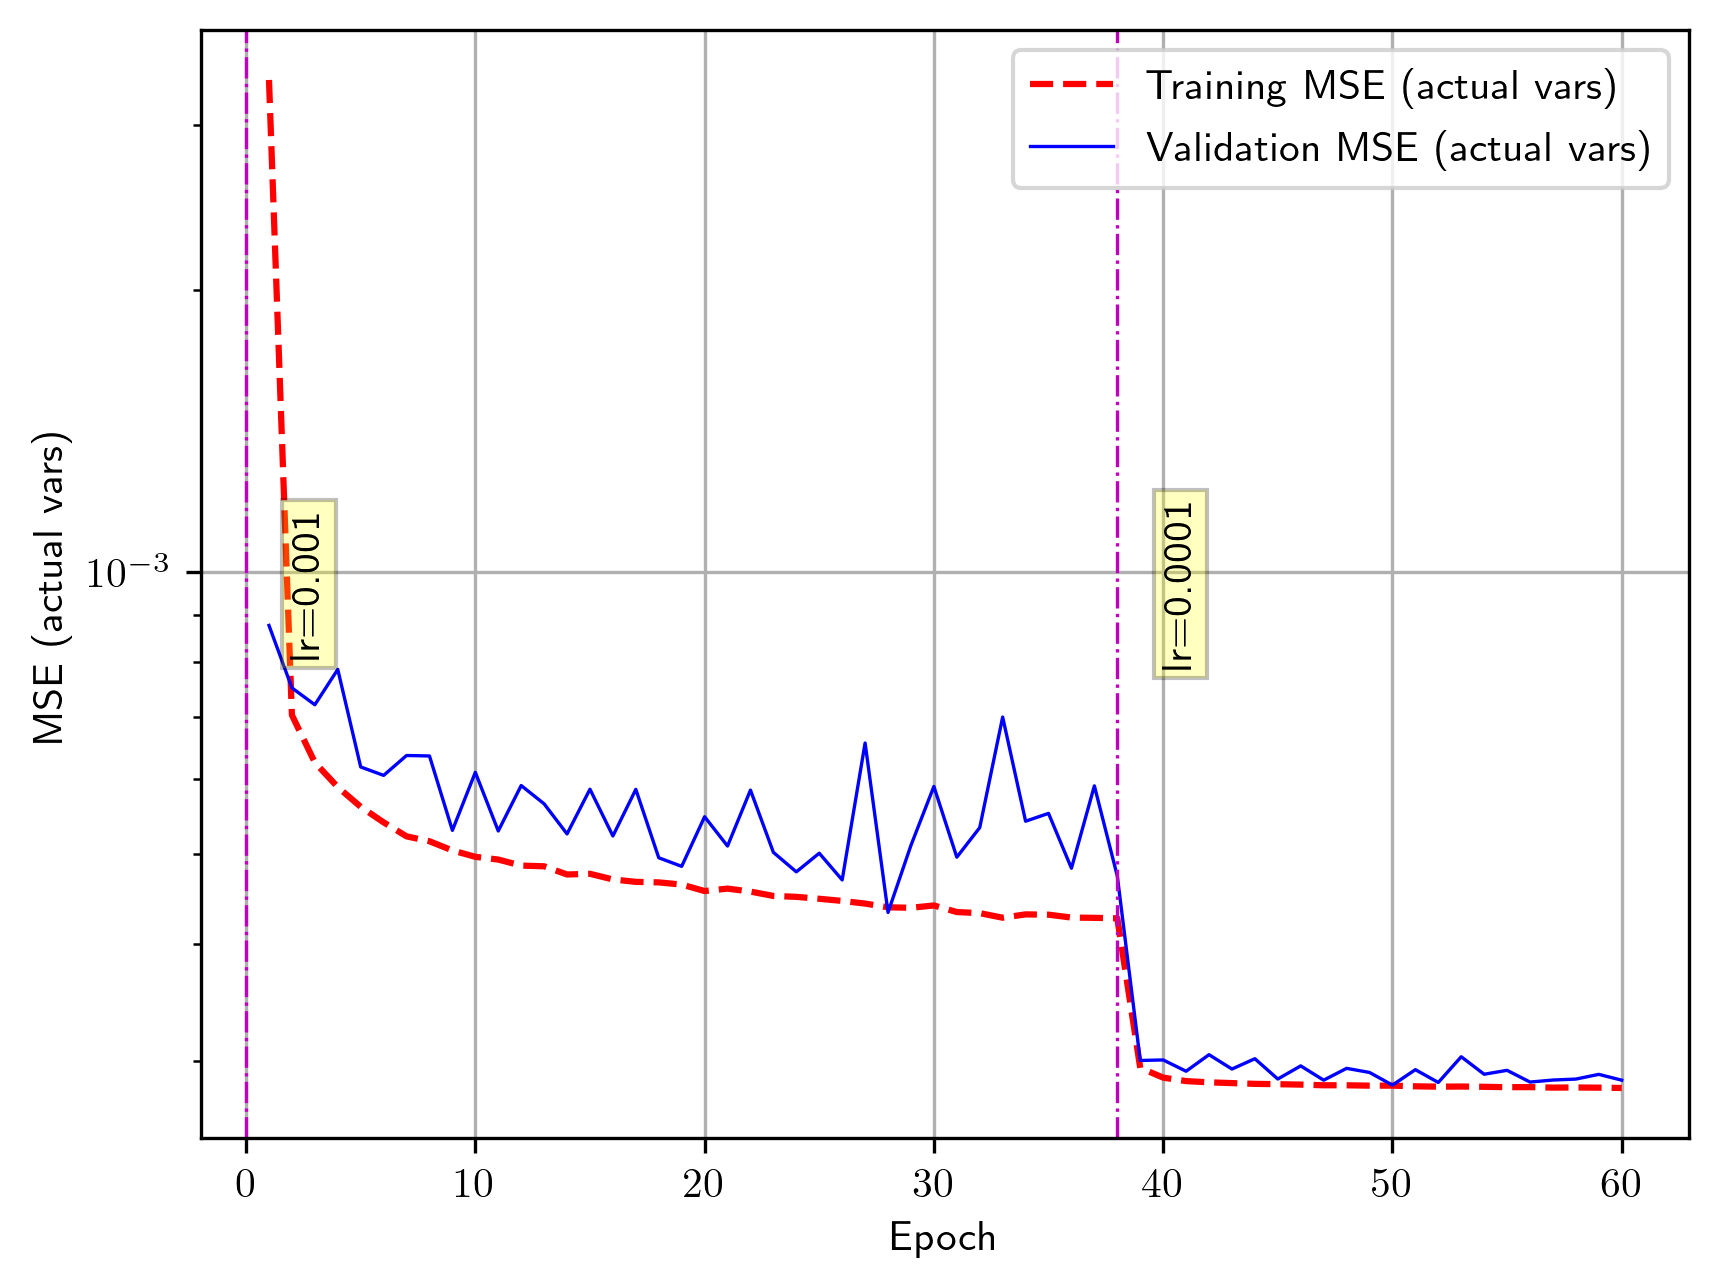 Training MSE (actual vars)
Validation MSE (actual vars)
MSE (actual vars)
10⁻³
lr=0.001
lr=0.0001
0 10 20 30 40 50 60
Epoch